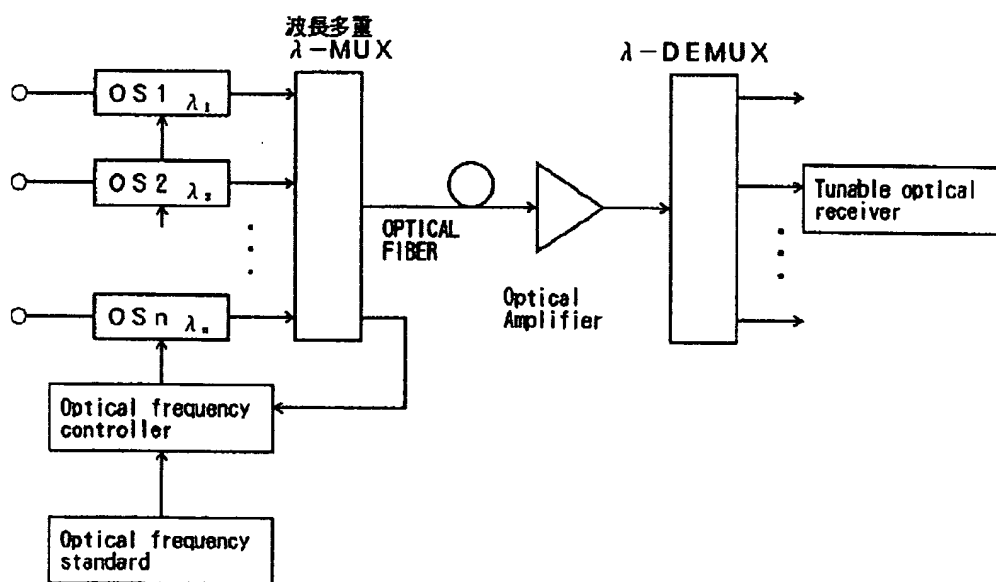 波長多重
λ-MUX
λ-DEMUX
OS1 λ₁
OS2 λ₂
OSn λₙ
OPTICAL
FIBER
Optical
Amplifier
Tunable optical
receiver
Optical frequency
controller
Optical frequency
standard